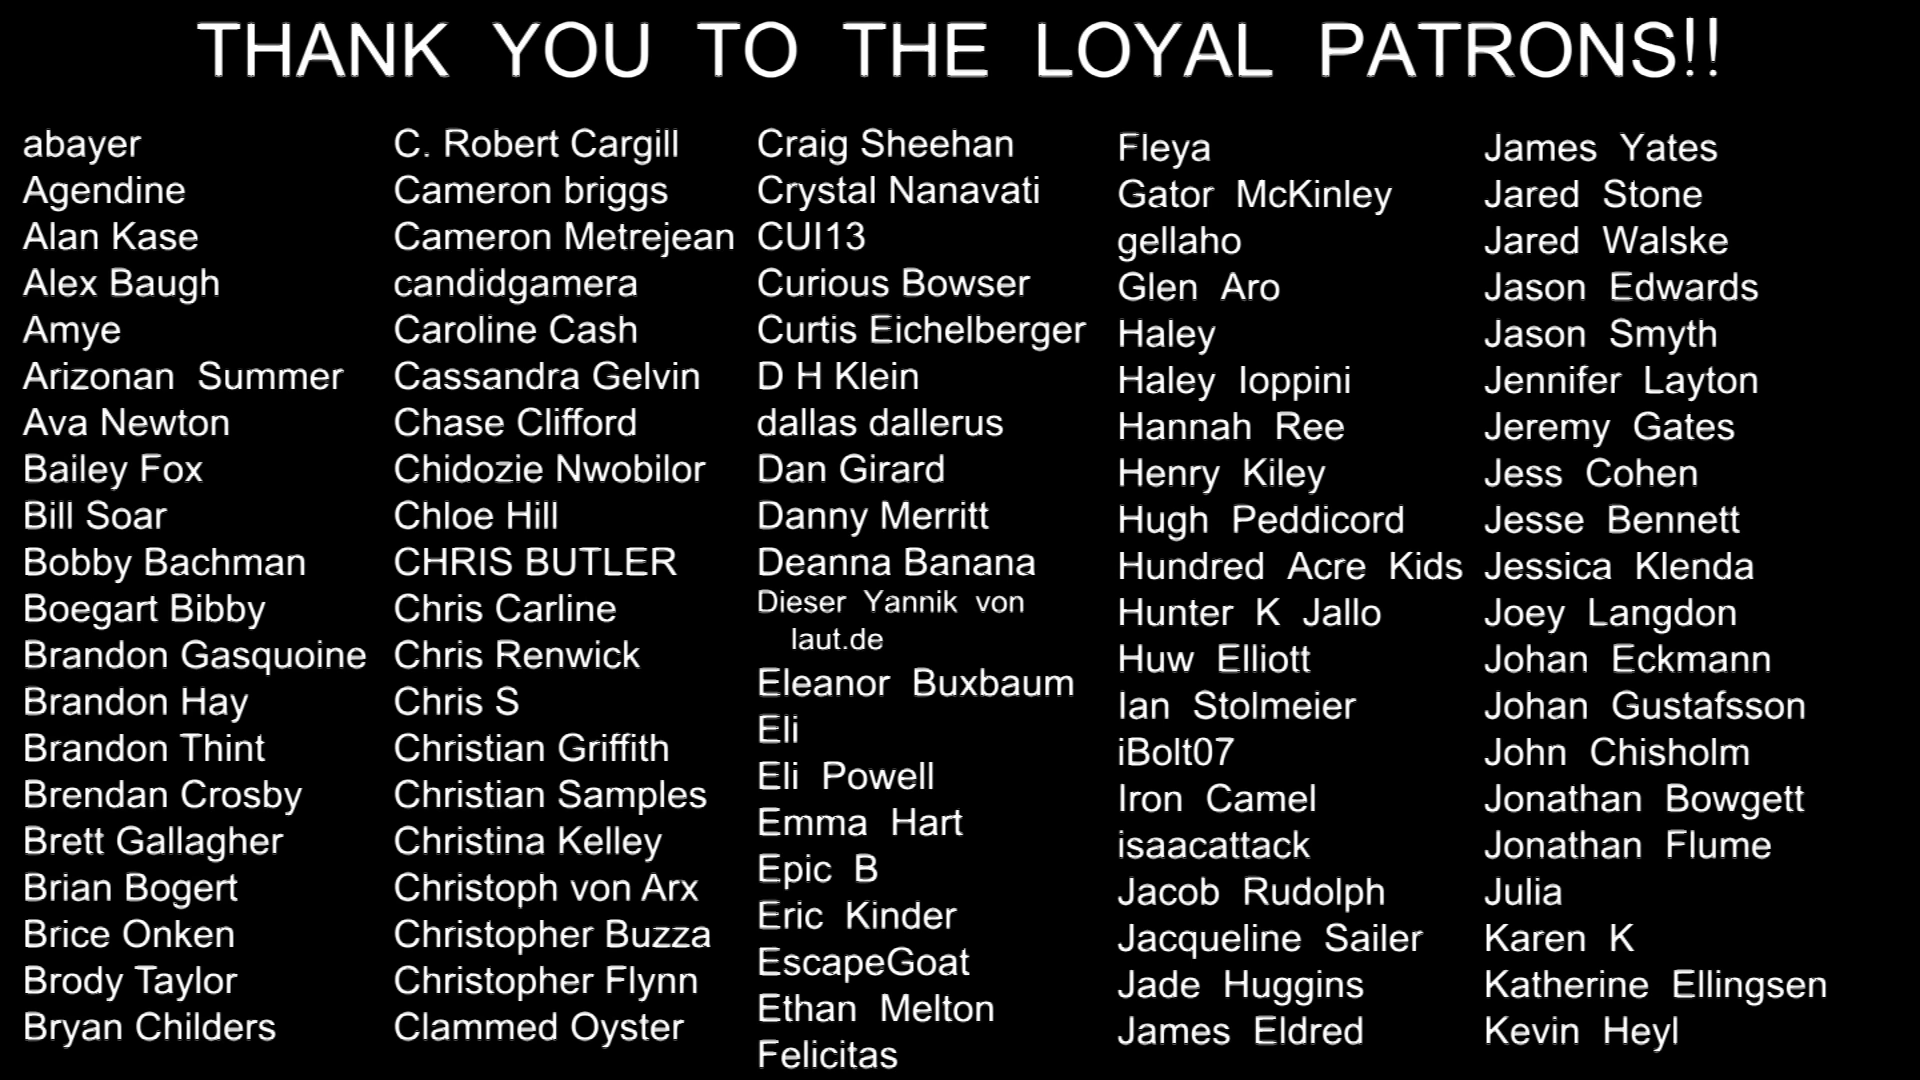 THANK YOU TO THE LOYAL PATRONS!!
abayer
Agendine
Alan Kase
Alex Baugh
Amye
Arizonan Summer
Ava Newton
Bailey Fox
Bill Soar
Bobby Bachman
Boegart Bibby
Brandon Gasquoine
Brandon Hay
Brandon Thint
Brendan Crosby
Brett Gallagher
Brian Bogert
Brice Onken
Brody Taylor
Bryan Childers
C. Robert Cargill
Cameron briggs
Cameron Metrejean
candidgamera
Caroline Cash
Cassandra Gelvin
Chase Clifford
Chidozie Nwobilor
Chloe Hill
CHRIS BUTLER
Chris Carline
Chris Renwick
Chris S
Christian Griffith
Christian Samples
Christina Kelley
Christoph von Arx
Christopher Buzza
Christopher Flynn
Clammed Oyster
Craig Sheehan
Crystal Nanavati
CUI13
Curious Bowser
Curtis Eichelberger
D H Klein
dallas dallerus
Dan Girard
Danny Merritt
Deanna Banana
Dieser Yannik von
laut.de
Eleanor Buxbaum
Eli
Eli Powell
Emma Hart
Epic B
Eric Kinder
EscapeGoat
Ethan Melton
Felicitas
Fleya
Gator McKinley
gellaho
Glen Aro
Haley
Haley Ioppini
Hannah Ree
Henry Kiley
Hugh Peddicord
Hundred Acre Kids
Hunter K Jallo
Huw Elliott
Ian Stolmeier
iBolt07
Iron Camel
isaacattack
Jacob Rudolph
Jacqueline Sailer
Jade Huggins
James Eldred
James Yates
Jared Stone
Jared Walske
Jason Edwards
Jason Smyth
Jennifer Layton
Jeremy Gates
Jess Cohen
Jesse Bennett
Jessica Klenda
Joey Langdon
Johan Eckmann
Johan Gustafsson
John Chisholm
Jonathan Bowgett
Jonathan Flume
Julia
Karen K
Katherine Ellingsen
Kevin Heyl